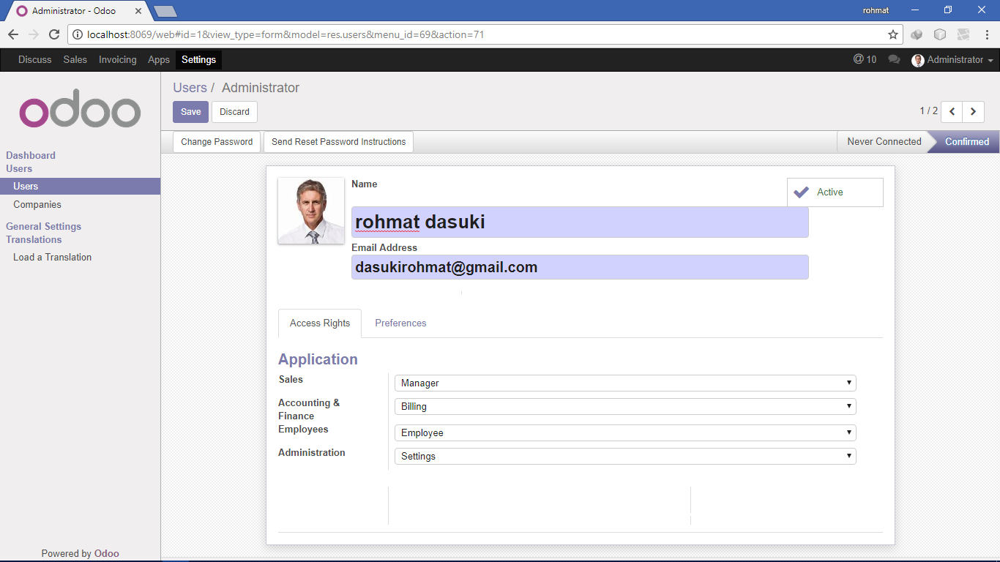 Administrator - Odoo
rohmat
localhost:8069/web#id=1&view_type=form&model=res.users&menu_id=69&action=71
Discuss Sales Invoicing Apps Settings @ 10 Administrator
odoo
Users / Administrator
Save Discard 1 / 2
Change Password Send Reset Password Instructions Never Connected Confirmed
Dashboard
Users
Users
Companies
General Settings
Translations
Load a Translation
Powered by Odoo
Name
Active
rohmat dasuki
Email Address
dasukirohmat@gmail.com
Access Rights Preferences
Application
Sales Manager
Accounting & Finance Billing
Employees Employee
Administration Settings